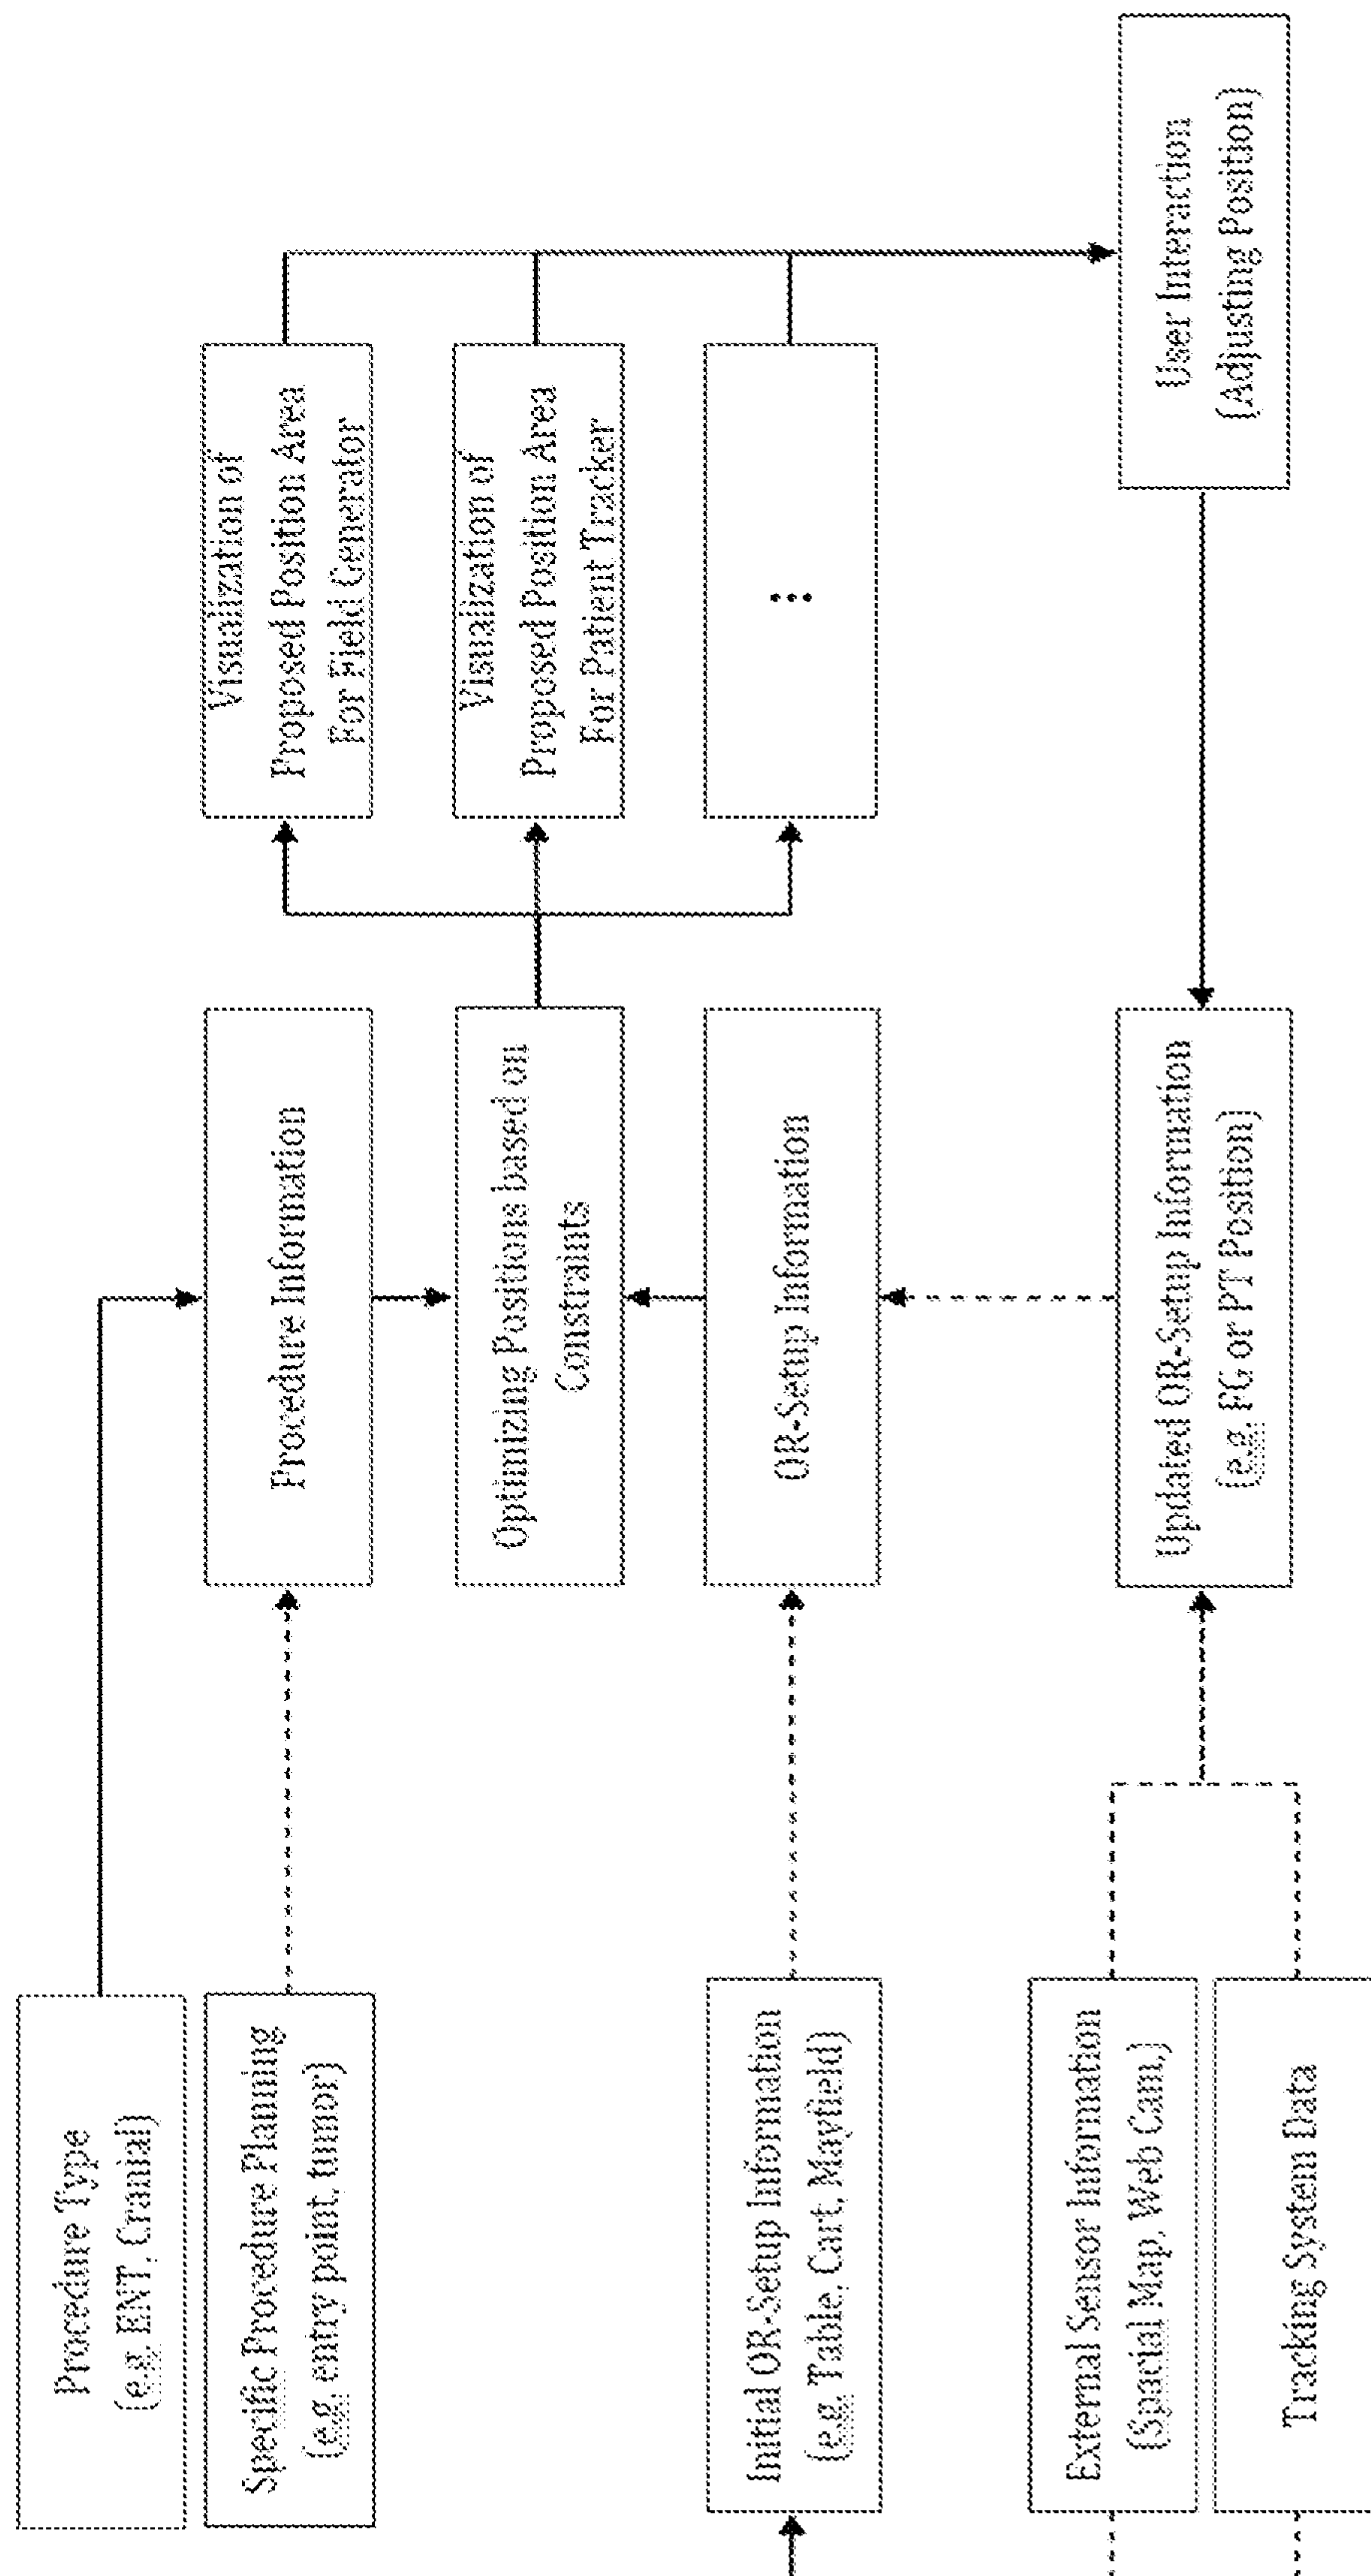 Procedure Type
(e.g. ENT, Cranial)
Specific Procedure Planning
(e.g. entry point, tumor)
Initial OR-Setup Information
(e.g. Table, Cart, Mayfield)
External Sensor Information
(Spacial Map, Web Cam,)
Tracking System Data
Procedure Information
Optimizing Positions based on
Constraints
OR-Setup Information
Updated OR-Setup Information
(e.g. FG or PT Position)
Visualization of
Proposed Position Area
For Field Generator
Visualization of
Proposed Position Area
For Patient Tracker
...
User Interaction
(Adjusting Position)